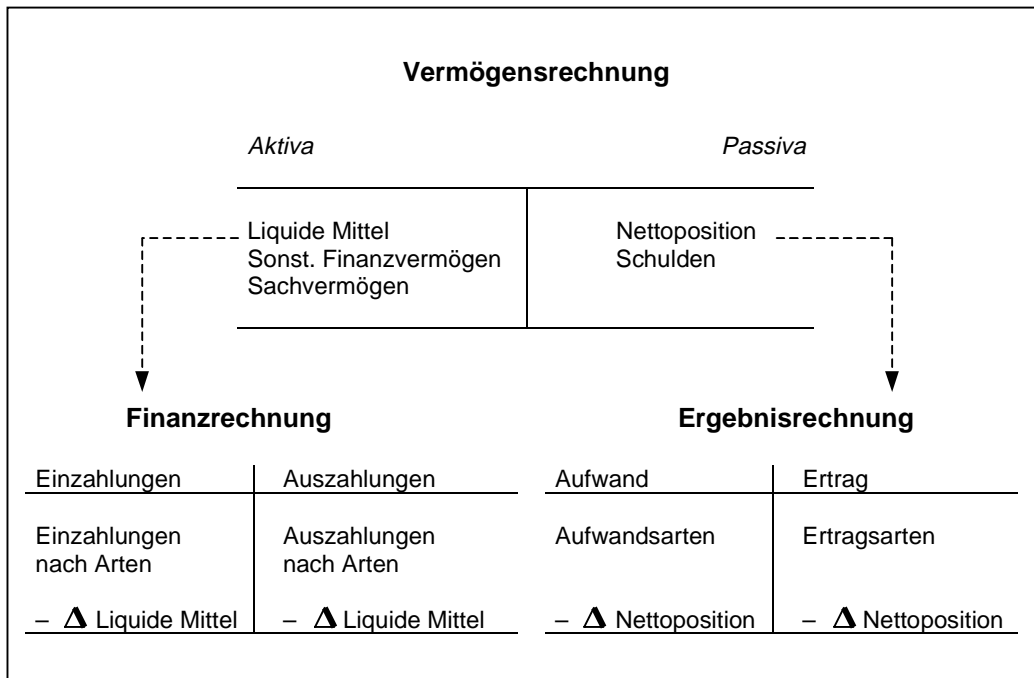 Vermögensrechnung
Aktiva Passiva
Liquide Mittel
Sonst. Finanzvermögen
Sachvermögen
Nettoposition
Schulden
Finanzrechnung
Einzahlungen Auszahlungen
Einzahlungen
nach Arten
Auszahlungen
nach Arten
– Δ Liquide Mittel – Δ Liquide Mittel
Ergebnisrechnung
Aufwand Ertrag
Aufwandsarten Ertragsarten
– Δ Nettoposition – Δ Nettoposition